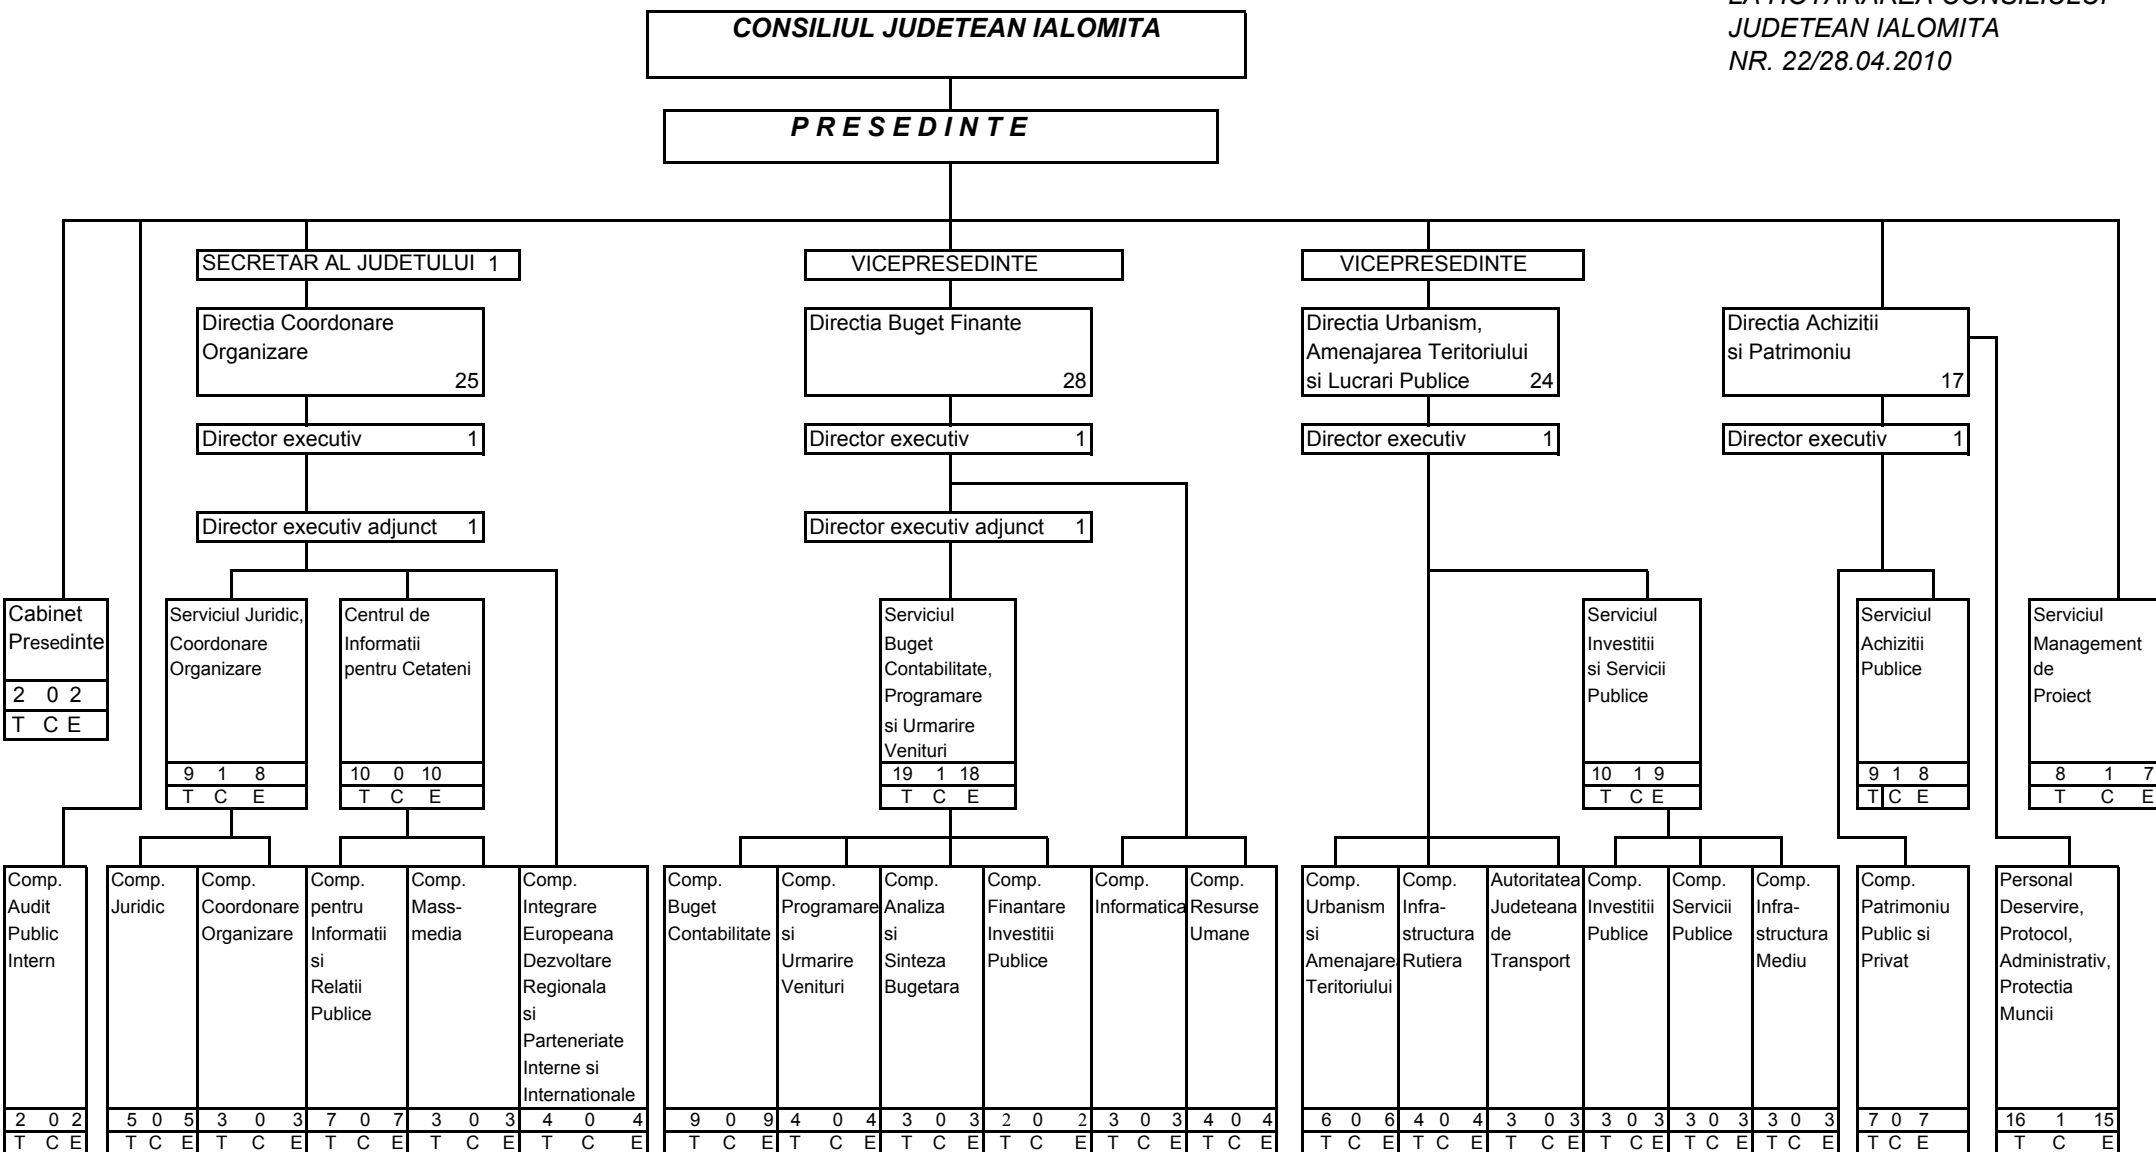 LA HOTARAREA CONSILIULUI
JUDETEAN IALOMITA
NR. 22/28.04.2010
CONSILIUL JUDETEAN IALOMITA
P R E S E D I N T E
SECRETAR AL JUDETULUI 1
VICEPRESEDINTE
VICEPRESEDINTE
Directia Coordonare
Organizare
25
Directia Buget Finante
28
Directia Urbanism,
Amenajarea Teritoriului
si Lucrari Publice 24
Directia Achizitii
si Patrimoniu
17
Director executiv 1
Director executiv 1
Director executiv 1
Director executiv 1
Director executiv adjunct 1
Director executiv adjunct 1
Cabinet
Presedinte
2 0 2
T C E
Serviciul Juridic,
Coordonare
Organizare
9 1 8
T C E
Centrul de
Informatii
pentru Cetateni
10 0 10
T C E
Serviciul
Buget
Contabilitate,
Programare
si Urmarire
Venituri
19 1 18
T C E
Serviciul
Investitii
si Servicii
Publice
10 1 9
T C E
Serviciul
Achizitii
Publice
9 1 8
T C E
Serviciul
Management
de
Proiect
8 1 7
T C E
Comp.
Audit
Public
Intern
2 0 2
T C E
Comp.
Juridic
5 0 5
T C E
Comp.
Coordonare
Organizare
3 0 3
T C E
Comp.
pentru
Informatii
si
Relatii
Publice
7 0 7
T C E
Comp.
Mass-
media
3 0 3
T C E
Comp.
Integrare
Europeana
Dezvoltare
Regionala
si
Parteneriate
Interne si
Internationale
4 0 4
T C E
Comp.
Buget
Contabilitate
9 0 9
T C E
Comp.
Programare
si
Urmarire
Venituri
4 0 4
T C E
Comp.
Analiza
si
Sinteza
Bugetara
3 0 3
T C E
Comp.
Finantare
Investitii
Publice
2 0 2
T C E
Comp.
Informatica
3 0 3
T C E
Comp.
Resurse
Umane
4 0 4
T C E
Comp.
Urbanism
si
Amenajare
Teritoriului
6 0 6
T C E
Comp.
Infra-
structura
Rutiera
4 0 4
T C E
Autoritatea
Judeteana
de
Transport
3 0 3
T C E
Comp.
Investitii
Publice
3 0 3
T C E
Comp.
Servicii
Publice
3 0 3
T C E
Comp.
Infra-
structura
Mediu
3 0 3
T C E
Comp.
Patrimoniu
Public si
Privat
7 0 7
T C E
Personal
Deservire,
Protocol,
Administrativ,
Protectia
Muncii
16 1 15
T C E